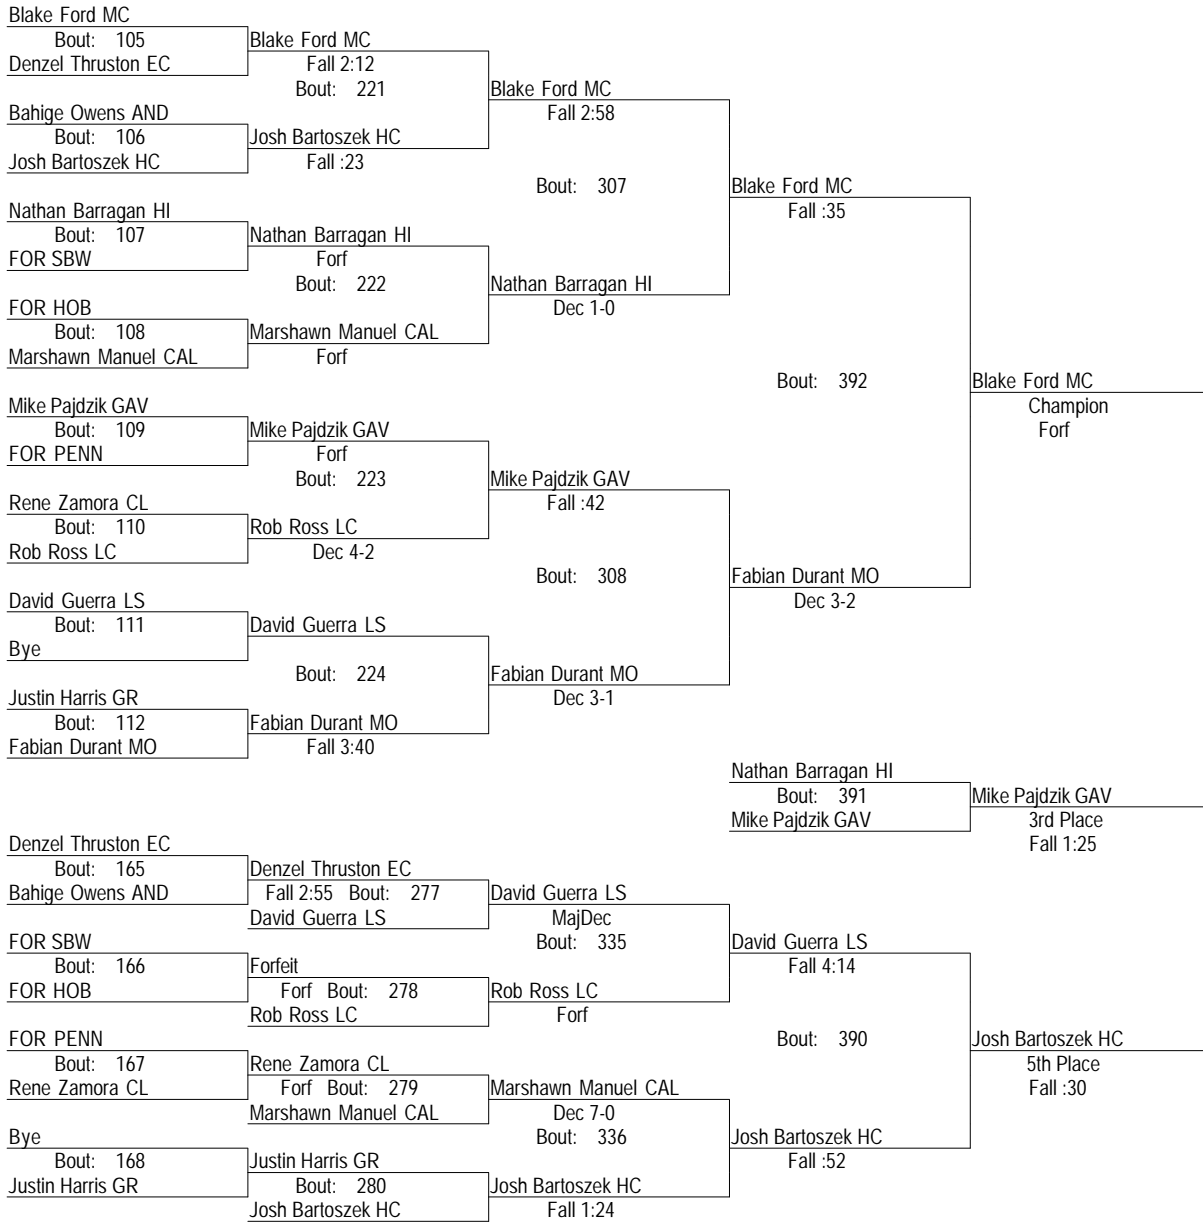 Blake Ford MC
Bout: 105
Blake Ford MC
Denzel Thruston EC
Fall 2:12
Bout: 221
Blake Ford MC
Bahige Owens AND
Fall 2:58
Bout: 106
Josh Bartoszek HC
Josh Bartoszek HC
Fall :23
Bout: 307
Blake Ford MC
Nathan Barragan HI
Fall :35
Bout: 107
Nathan Barragan HI
FOR SBW
Forf
Bout: 222
Nathan Barragan HI
FOR HOB
Dec 1-0
Bout: 108
Marshawn Manuel CAL
Marshawn Manuel CAL
Forf
Bout: 392
Blake Ford MC
Mike Pajdzik GAV
Champion
Bout: 109
Mike Pajdzik GAV
Forf
FOR PENN
Forf
Bout: 223
Mike Pajdzik GAV
Rene Zamora CL
Fall :42
Bout: 110
Rob Ross LC
Rob Ross LC
Dec 4-2
Bout: 308
Fabian Durant MO
David Guerra LS
Dec 3-2
Bout: 111
David Guerra LS
Bye
Bout: 224
Fabian Durant MO
Justin Harris GR
Dec 3-1
Bout: 112
Fabian Durant MO
Fabian Durant MO
Fall 3:40
Nathan Barragan HI
Bout: 391
Mike Pajdzik GAV
Mike Pajdzik GAV
3rd Place
Fall 1:25
Denzel Thruston EC
Bout: 165
Denzel Thruston EC
Bahige Owens AND
Fall 2:55 Bout: 277
David Guerra LS
David Guerra LS
MajDec
FOR SBW
Bout: 335
David Guerra LS
Bout: 166
Forfeit
Fall 4:14
FOR HOB
Forf Bout: 278
Rob Ross LC
Rob Ross LC
Forf
FOR PENN
Bout: 390
Josh Bartoszek HC
Bout: 167
Rene Zamora CL
5th Place
Rene Zamora CL
Forf Bout: 279
Marshawn Manuel CAL
Fall :30
Marshawn Manuel CAL
Dec 7-0
Bye
Bout: 336
Josh Bartoszek HC
Bout: 168
Justin Harris GR
Fall :52
Justin Harris GR
Bout: 280
Josh Bartoszek HC
Josh Bartoszek HC
Fall 1:24